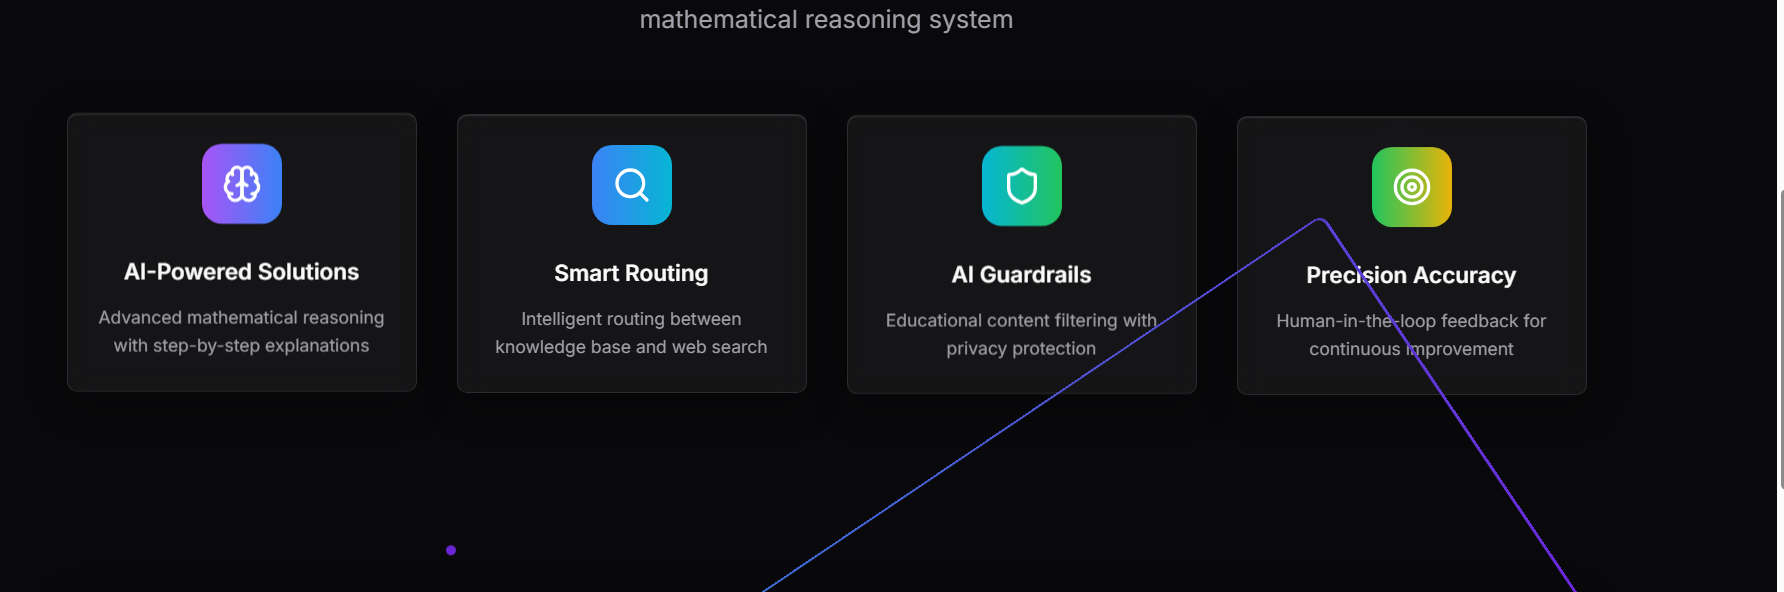 mathematical reasoning system
AI-Powered Solutions
Advanced mathematical reasoning
with step-by-step explanations
Smart Routing
Intelligent routing between
knowledge base and web search
AI Guardrails
Educational content filtering with
privacy protection
Precision Accuracy
Human-in-the-loop feedback for
continuous improvement